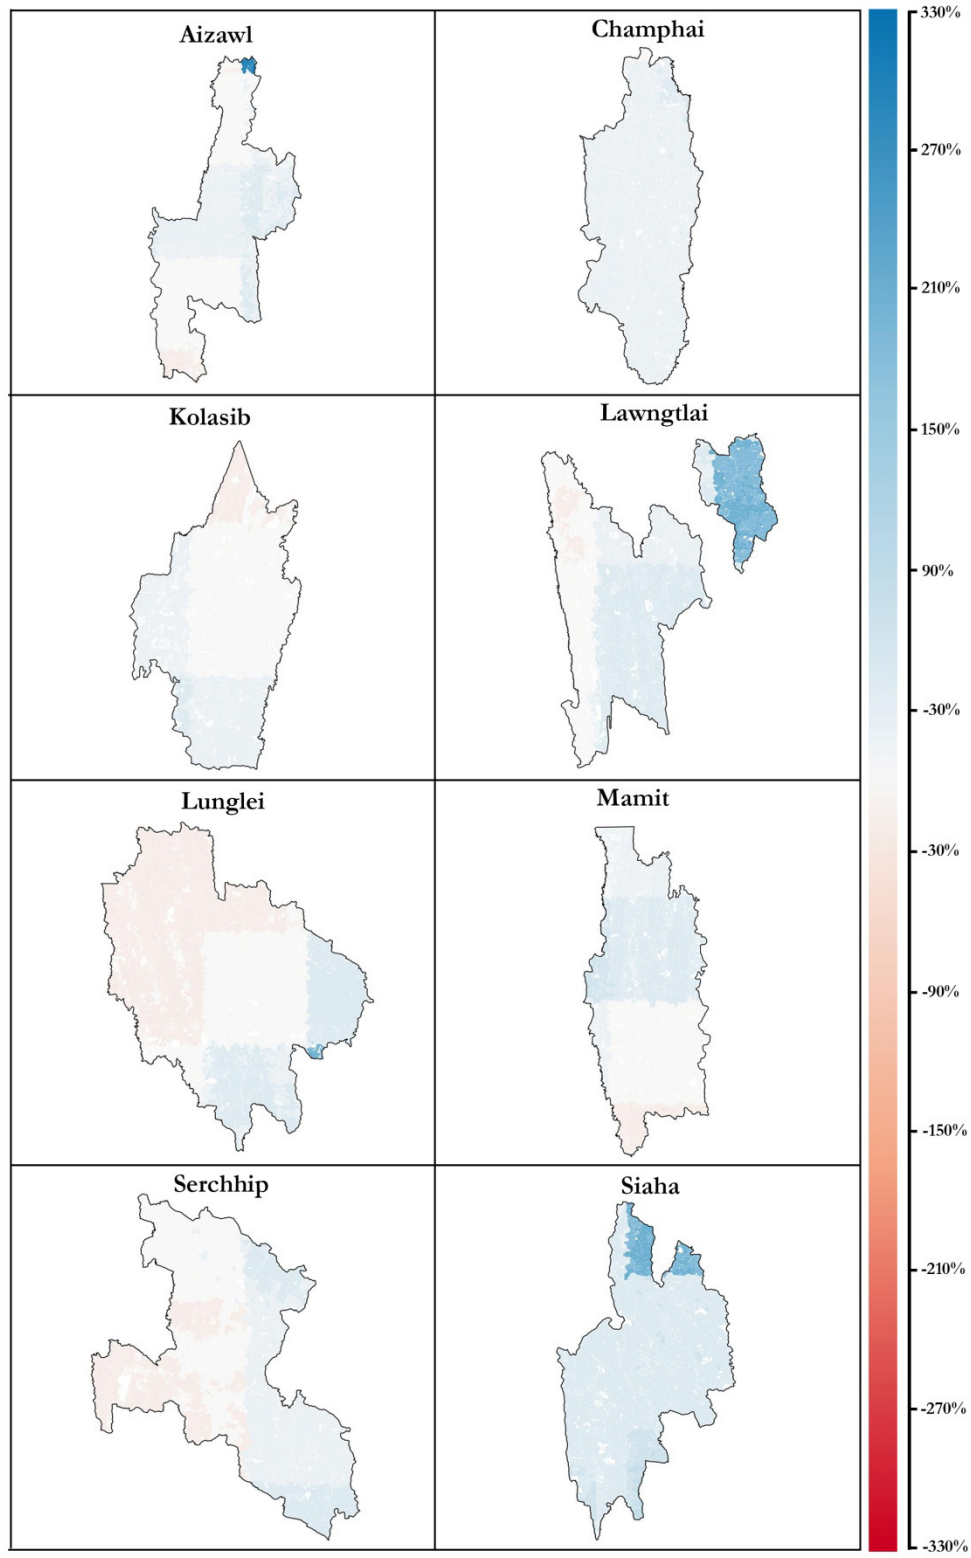 Aizawl
Champhai
Kolasib
Lawngtlai
Lunglei
Mamit
Serchhip
Siaha
330%
270%
210%
150%
90%
-30%
-30%
-90%
-150%
-210%
-270%
-330%